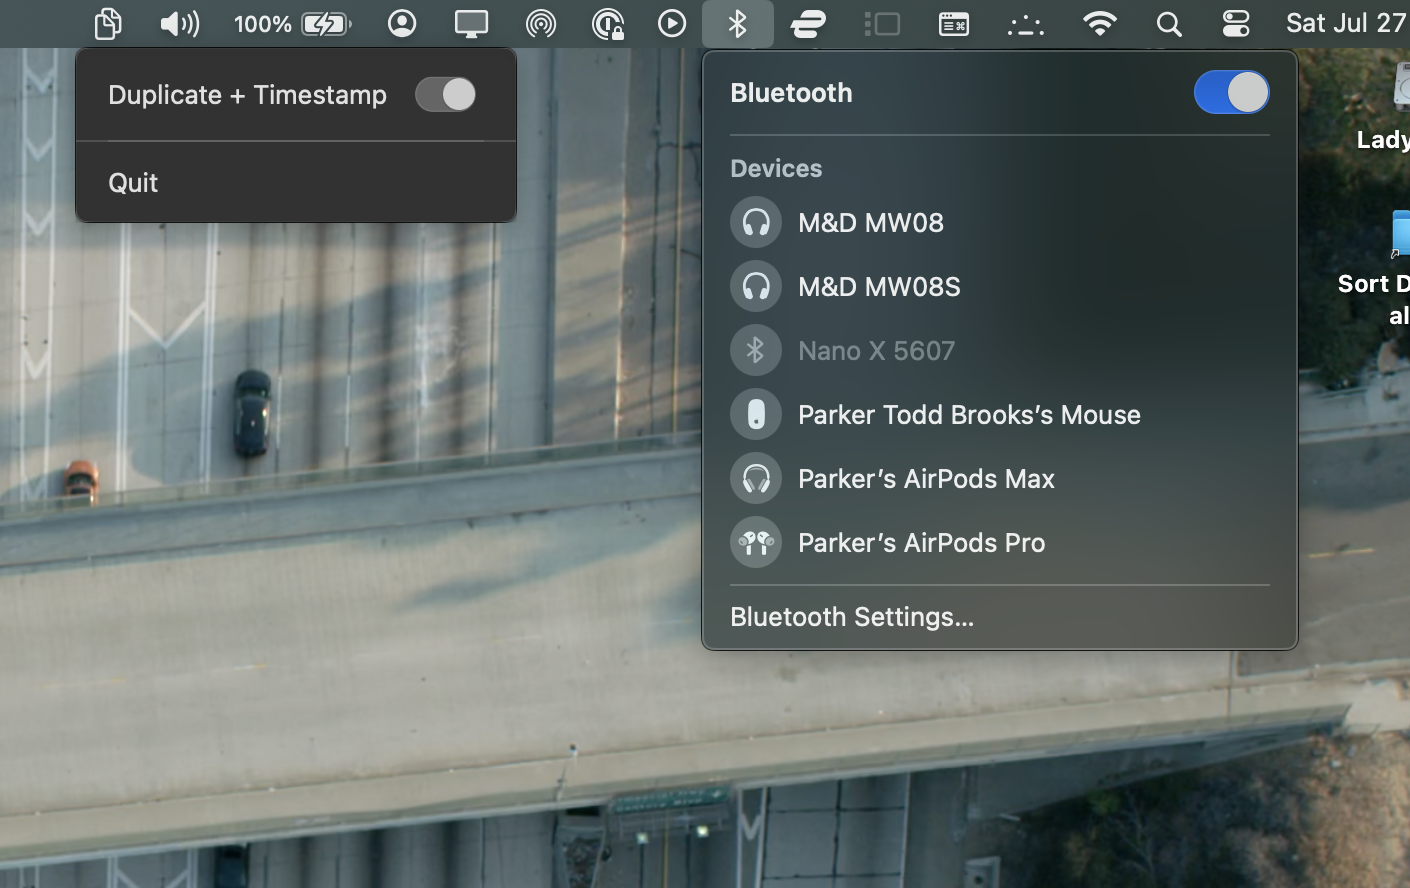 100%
Sat Jul 27
Duplicate + Timestamp
Quit
Bluetooth
Devices
M&D MW08
M&D MW08S
Nano X 5607
Parker Todd Brooks’s Mouse
Parker’s AirPods Max
Parker’s AirPods Pro
Bluetooth Settings...
Lady
Sort D
al